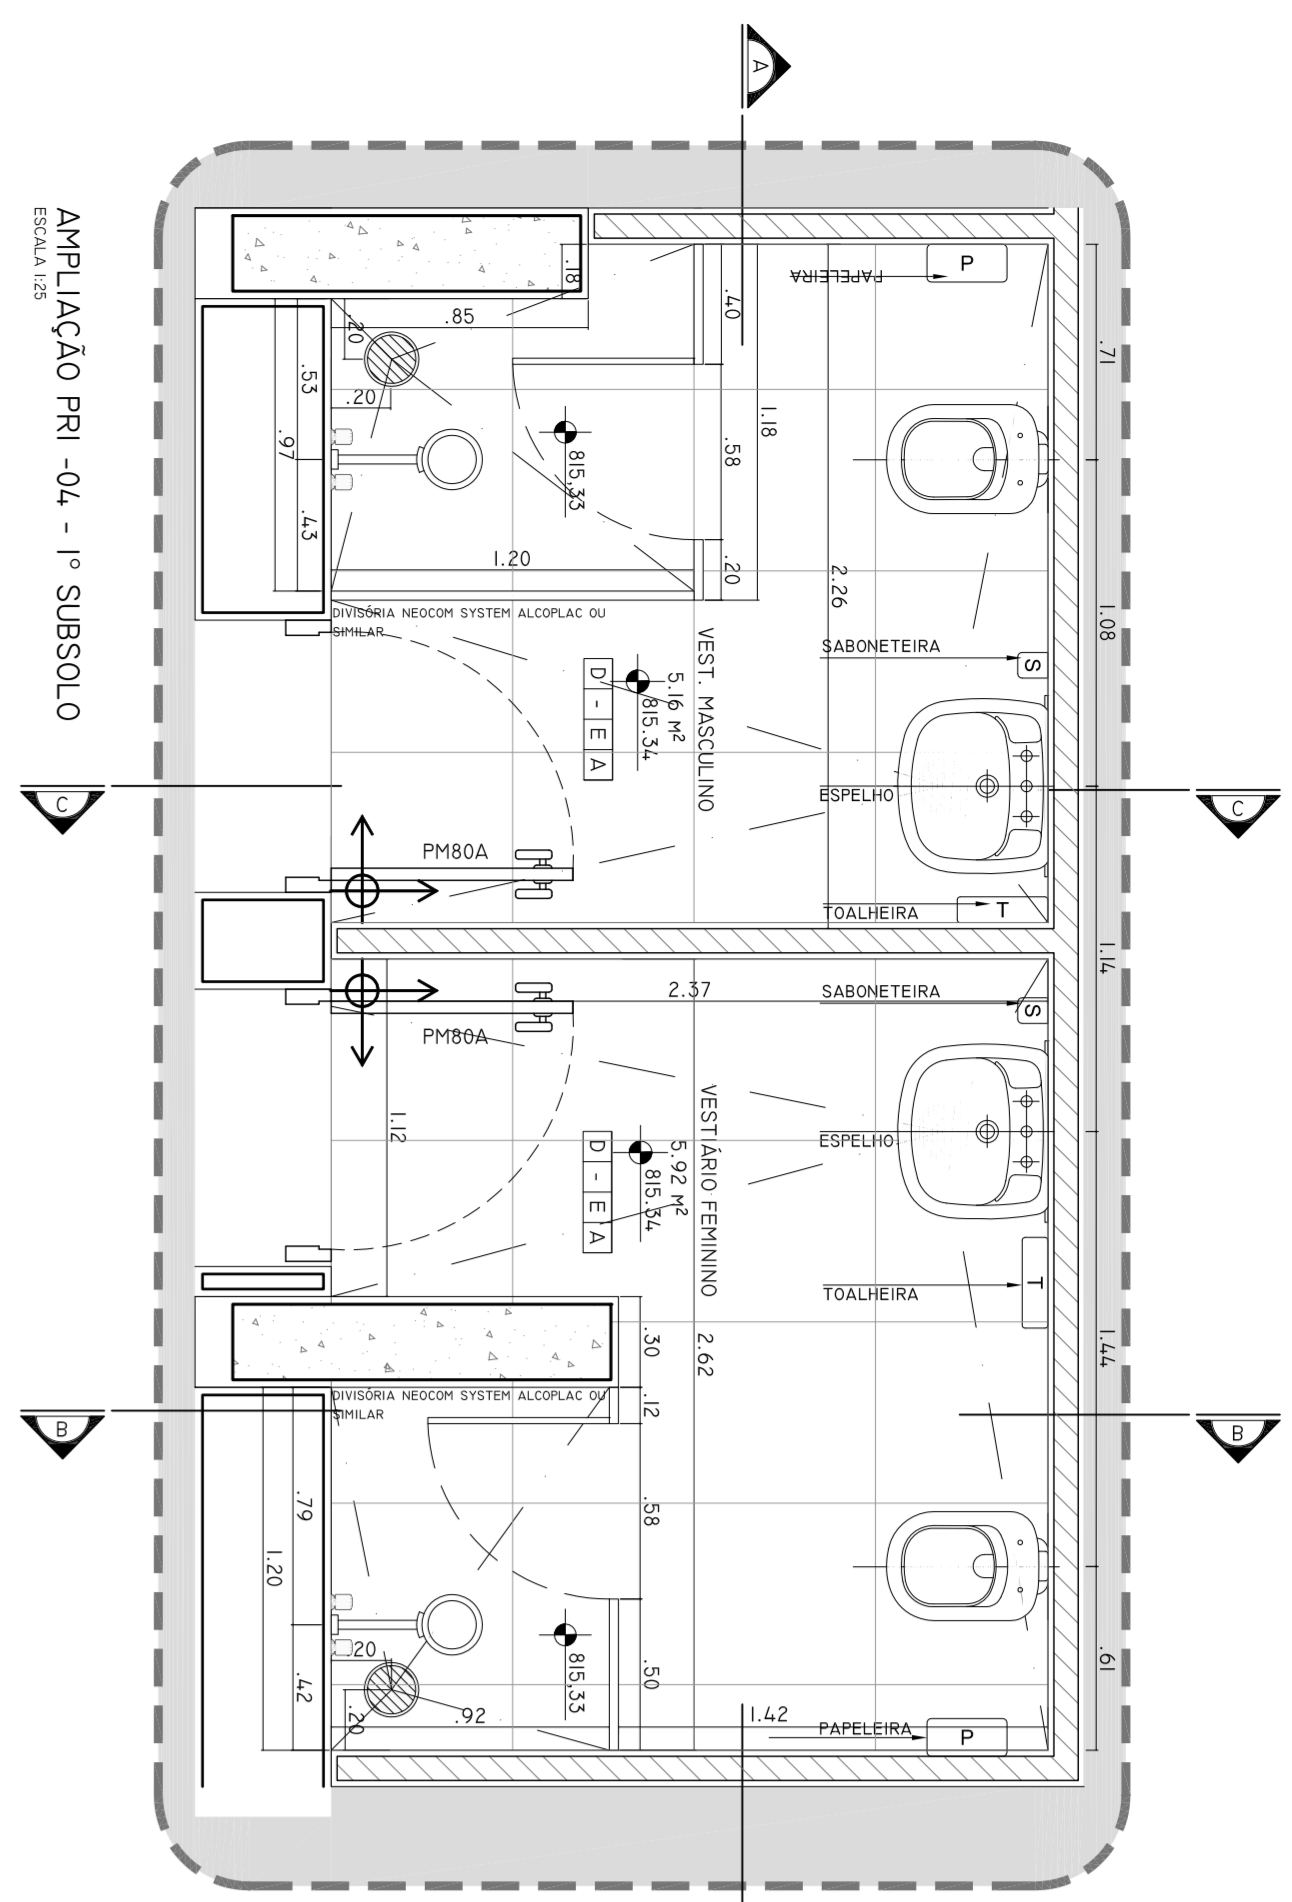 A
AMPLIAÇÃO PRI -04 - 1º SUBSOLO
ESCALA 1:25
P
PAPELEIRA
.18
.85
.20
.20
.53
.97
.43
.40
1.18
.58
.20
.71
815,33
1.20
2.26
1.08
DIVISÓRIA NEOCOM SYSTEM ALCOPLAC OU
SIMILAR
SABONETEIRA
S
VEST. MASCULINO
5.16 M²
815.34
D - E A
ESPELHO
C
C
PM80A
TOALHEIRA
T
1.14
2.37
SABONETEIRA
S
PM80A
1.12
VESTIÁRIO FEMININO
5.92 M²
815.34
D - E A
ESPELHO
TOALHEIRA
T
2.62
1.44
.30
.12
DIVISÓRIA NEOCOM SYSTEM ALCOPLAC OU
SIMILAR
B
B
.58
.79
1.20
.42
.20
.20
.92
815,33
.50
.61
1.42
PAPELEIRA
P